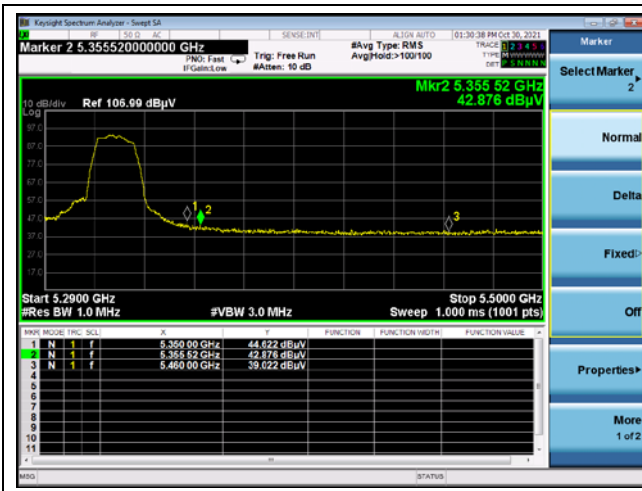 Keysight Spectrum Analyzer - Swept SA
RF 50 Ω AC SENSE:INT ALIGN AUTO 01:30:38 PM Oct 30, 2021
Marker 2 5.355520000000 GHz
PNO: Fast
IFGain:Low
Trig: Free Run
#Atten: 10 dB
#Avg Type: RMS
Avg|Hold:>100/100
TRACE 1 2 3 4 5 6
TYPE
DET P S N N N N
Mkr2 5.355 52 GHz
42.876 dBµV
10 dB/div Ref 106.99 dBµV
Log
97.0
87.0
77.0
67.0
57.0
47.0
37.0
27.0
17.0
1
2
3
Start 5.2900 GHz Stop 5.5000 GHz
#Res BW 1.0 MHz #VBW 3.0 MHz Sweep 1.000 ms (1001 pts)
MKR MODE TRC SCL X Y FUNCTION FUNCTION WIDTH FUNCTION VALUE
1 N 1 f 5.350 00 GHz 44.622 dBµV
2 N 1 f 5.355 52 GHz 42.876 dBµV
3 N 1 f 5.460 00 GHz 39.022 dBµV
4
5
6
7
8
9
10
11
MSG STATUS
Marker
Select Marker
2
Normal
Delta
Fixed
Off
Properties
More
1 of 2